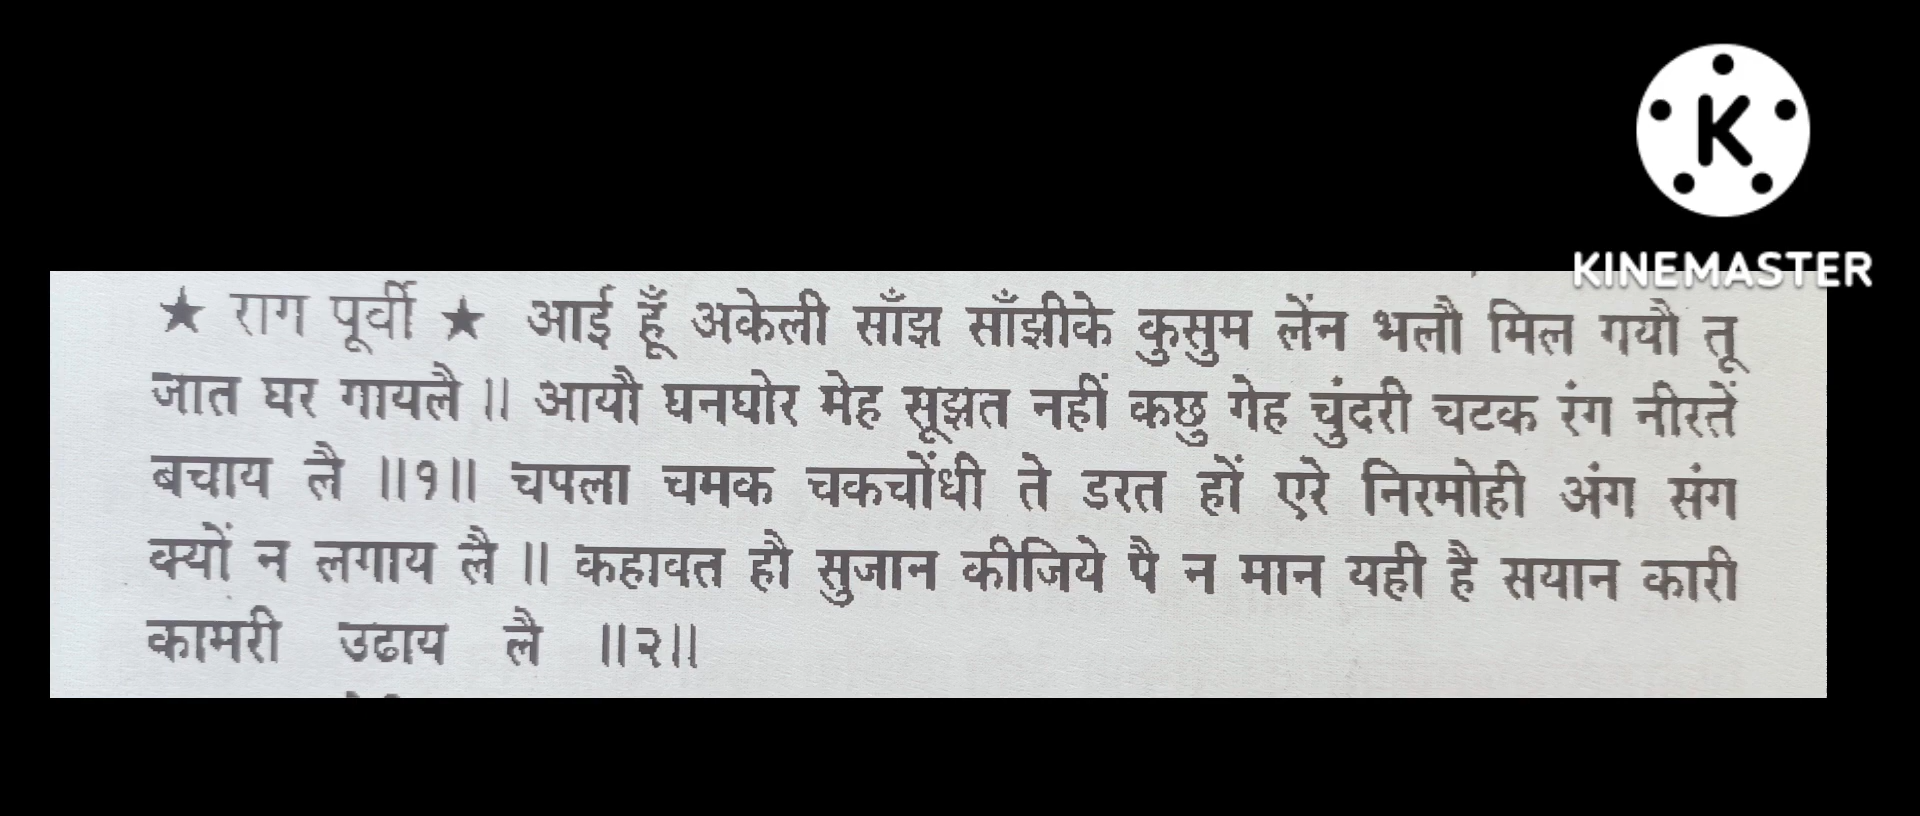 KINEMASTER
★ राग पूर्वी ★ आई हूँ अकेली साँझ साँझीके कुसुम लेंन भलौ मिल गयौ तू
जात घर गायलै ॥ आयौ घनघोर मेह सूझत नहीं कछु गेह चुंदरी चटक रंग नीरतें
बचाय लै ॥१॥ चपला चमक चकचोंधी ते डरत हों एरे निरमोही अंग संग
क्यों न लगाय लै ॥ कहावत हौ सुजान कीजिये पै न मान यही है सयान कारी
कामरी उढाय लै ॥२॥